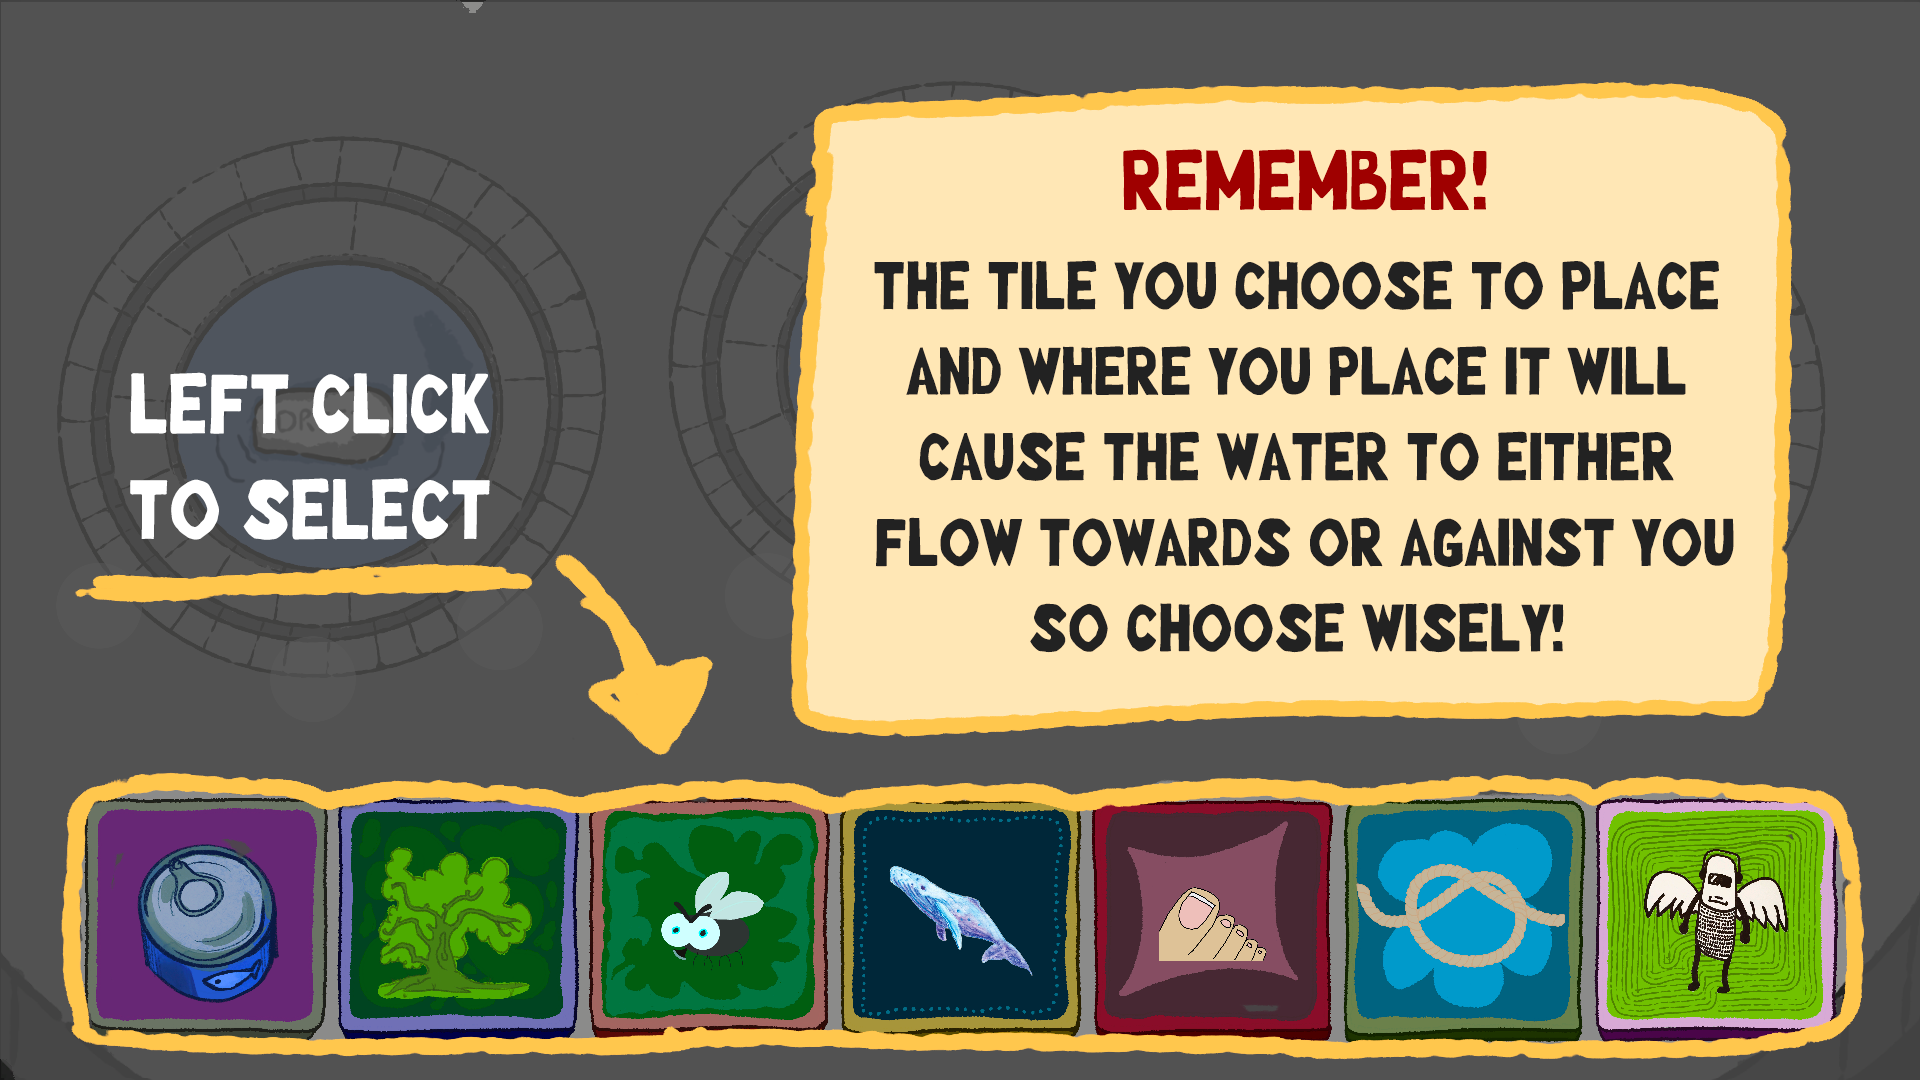 REMEMBER!
THE TILE YOU CHOOSE TO PLACE
AND WHERE YOU PLACE IT WILL
CAUSE THE WATER TO EITHER
FLOW TOWARDS OR AGAINST YOU
SO CHOOSE WISELY!
LEFT CLICK
TO SELECT